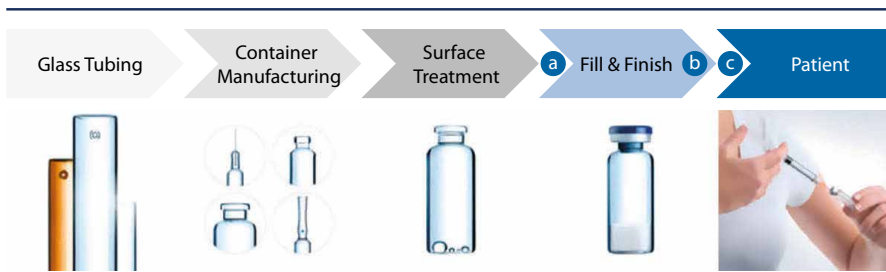 Glass Tubing
Container
Manufacturing
Surface
Treatment
a
Fill & Finish
b
c
Patient